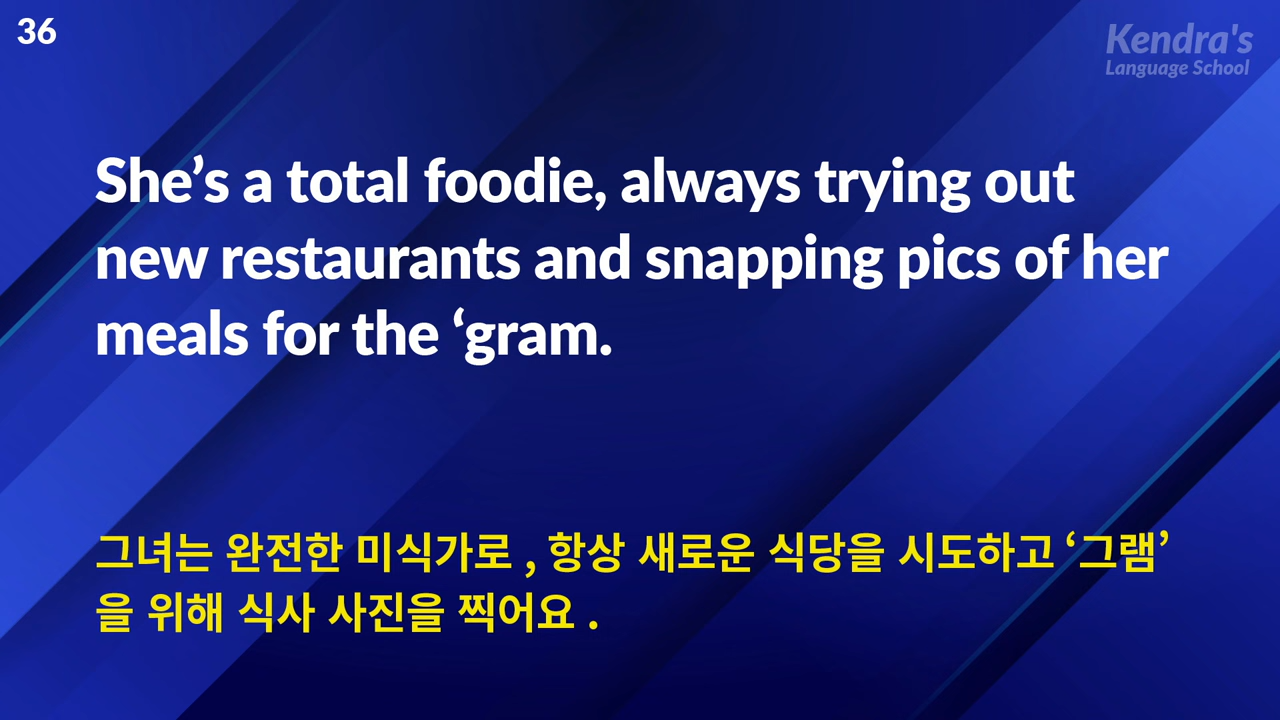 36
Kendra's
Language School
She’s a total foodie, always trying out
new restaurants and snapping pics of her
meals for the ‘gram.
그녀는 완전한 미식가로 , 항상 새로운 식당을 시도하고 ‘그램’
을 위해 식사 사진을 찍어요 .